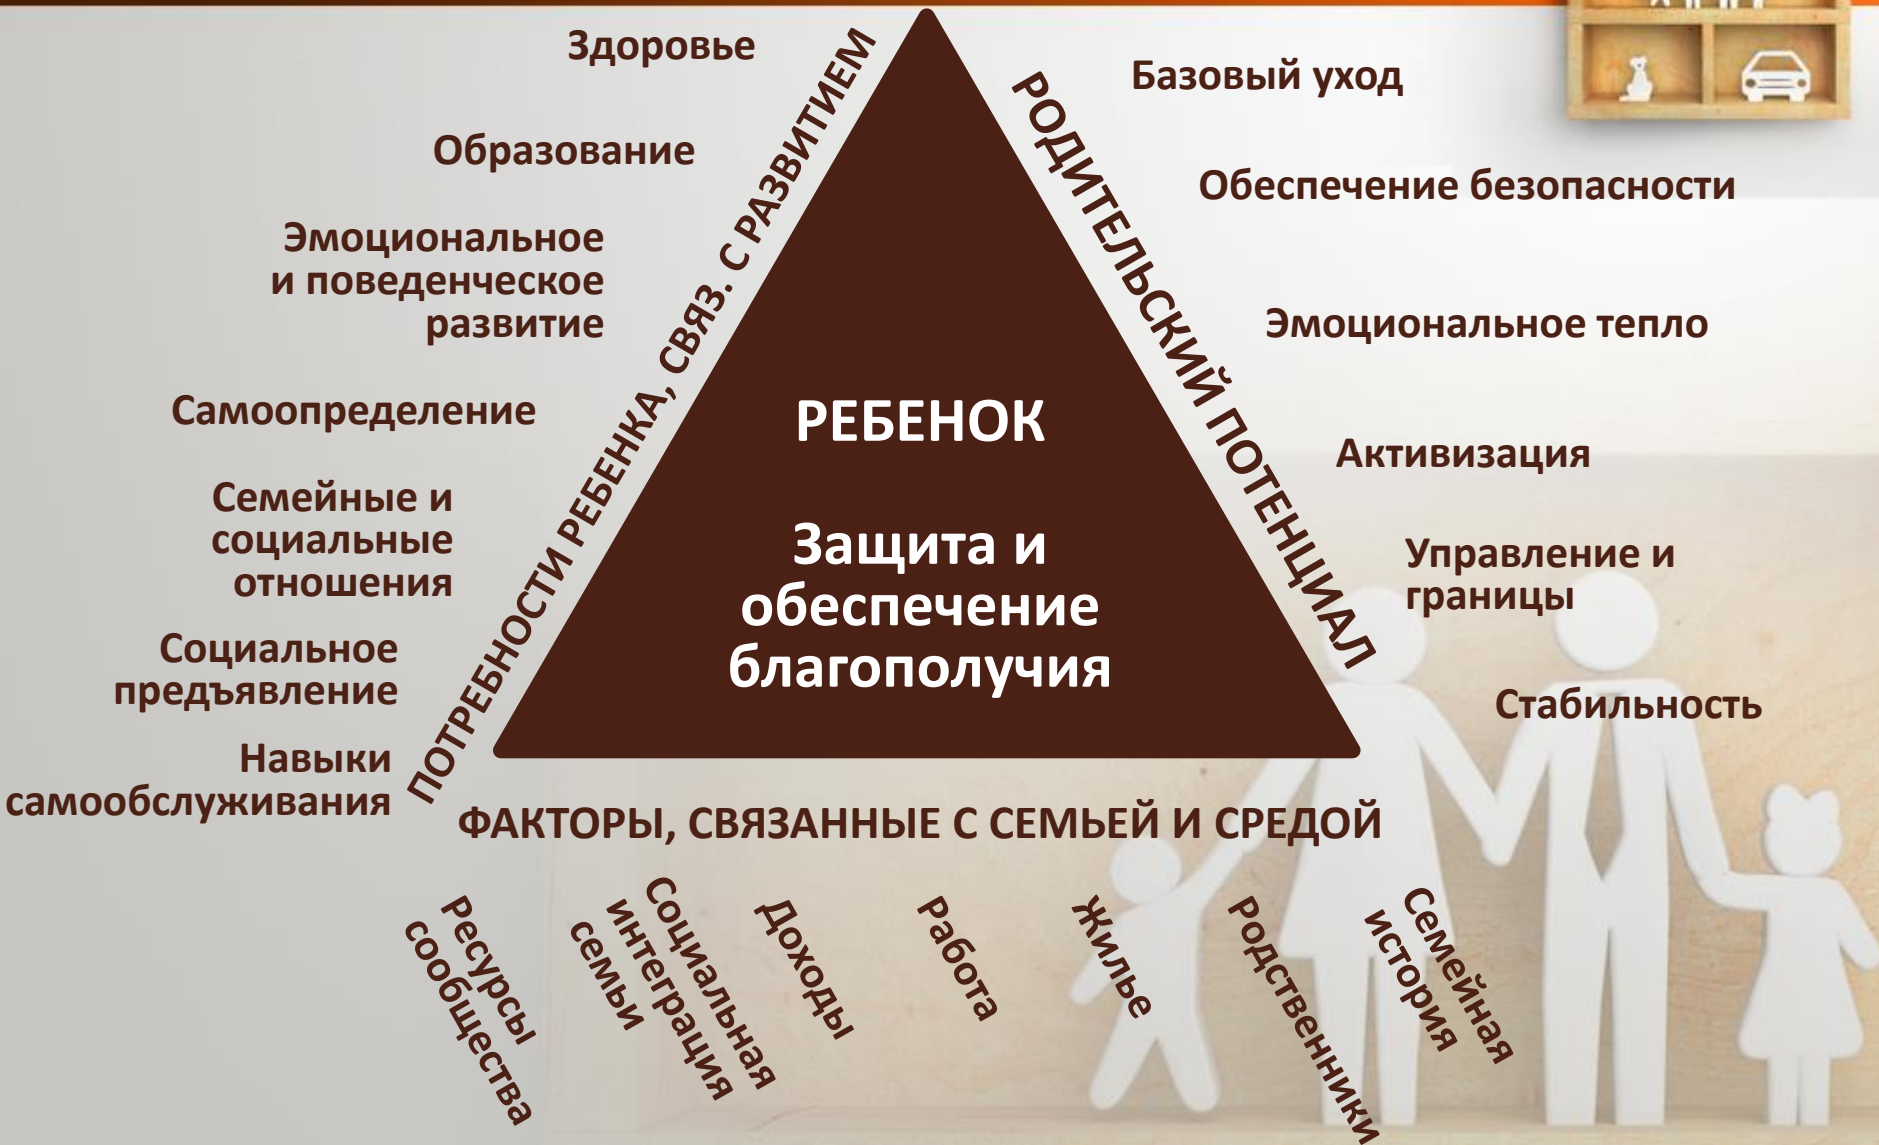 Здоровье
Образование
Эмоциональное
и поведенческое
развитие
Самоопределение
Семейные и
социальные
отношения
Социальное
предъявление
Навыки
самообслуживания
ПОТРЕБНОСТИ РЕБЕНКА, СВЯЗ. С РАЗВИТИЕМ
РЕБЕНОК
Защита и
обеспечение
благополучия
РОДИТЕЛЬСКИЙ ПОТЕНЦИАЛ
Базовый уход
Обеспечение безопасности
Эмоциональное тепло
Активизация
Управление и
границы
Стабильность
ФАКТОРЫ, СВЯЗАННЫЕ С СЕМЬЕЙ И СРЕДОЙ
Ресурсы
сообщества
Социальная
интеграция
семьи
Доходы
Работа
Жилье
Родственники
Семейная
история